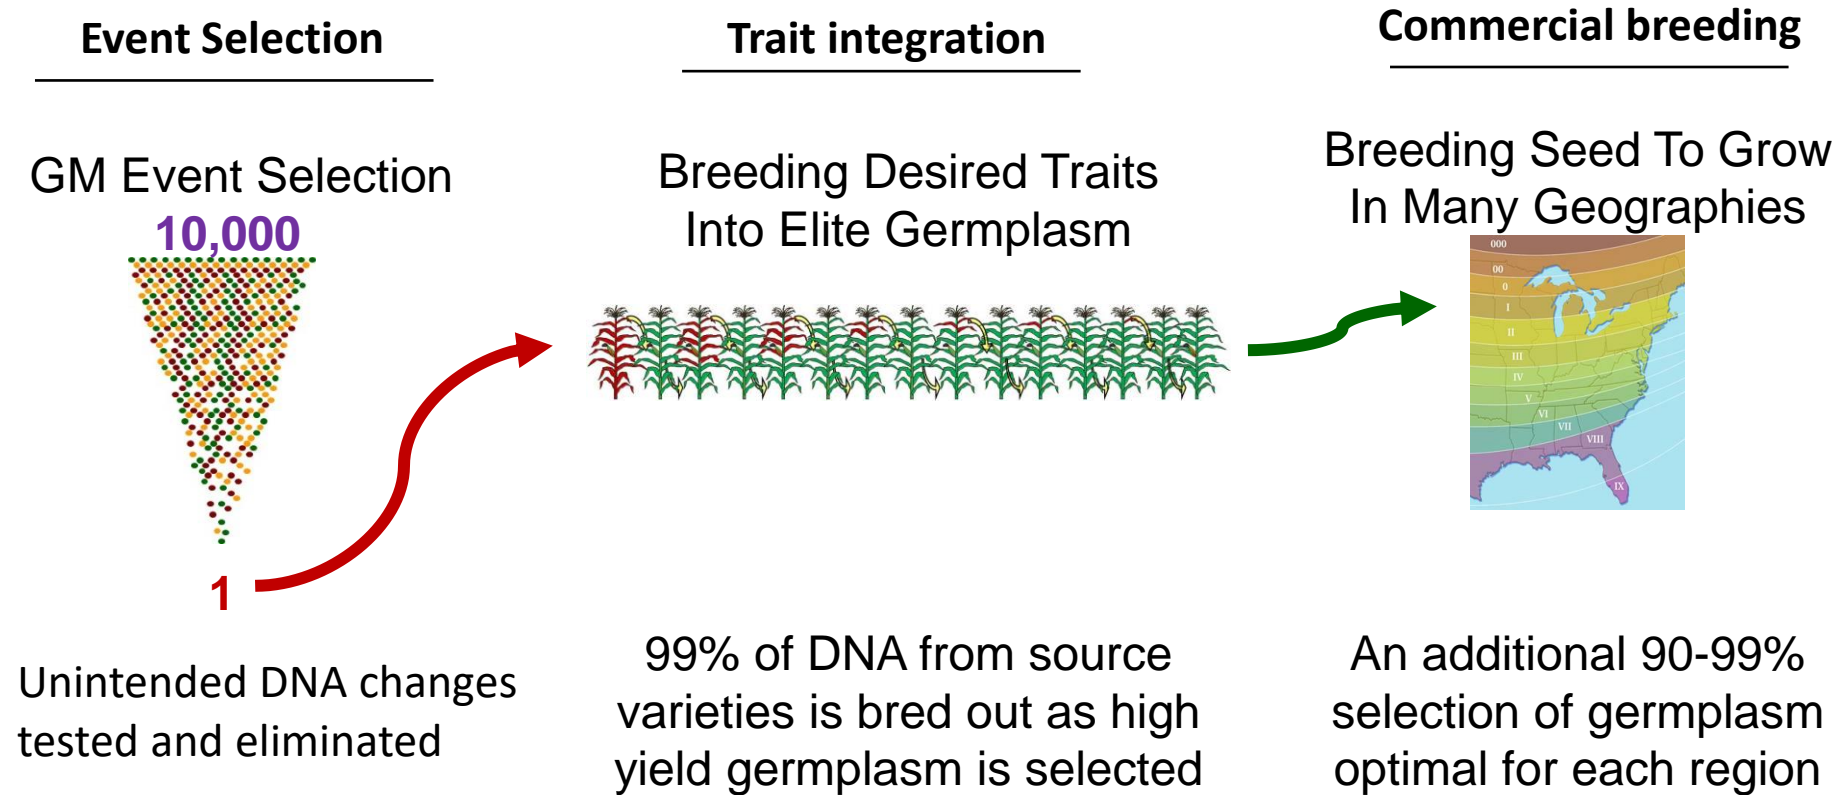 Event Selection
GM Event Selection
10,000
1
Unintended DNA changes
tested and eliminated
Trait integration
Breeding Desired Traits
Into Elite Germplasm
99% of DNA from source
varieties is bred out as high
yield germplasm is selected
Commercial breeding
Breeding Seed To Grow
In Many Geographies
000
00
0
I
II
III
IV
V
VI
VII
VIII
IX
An additional 90-99%
selection of germplasm
optimal for each region